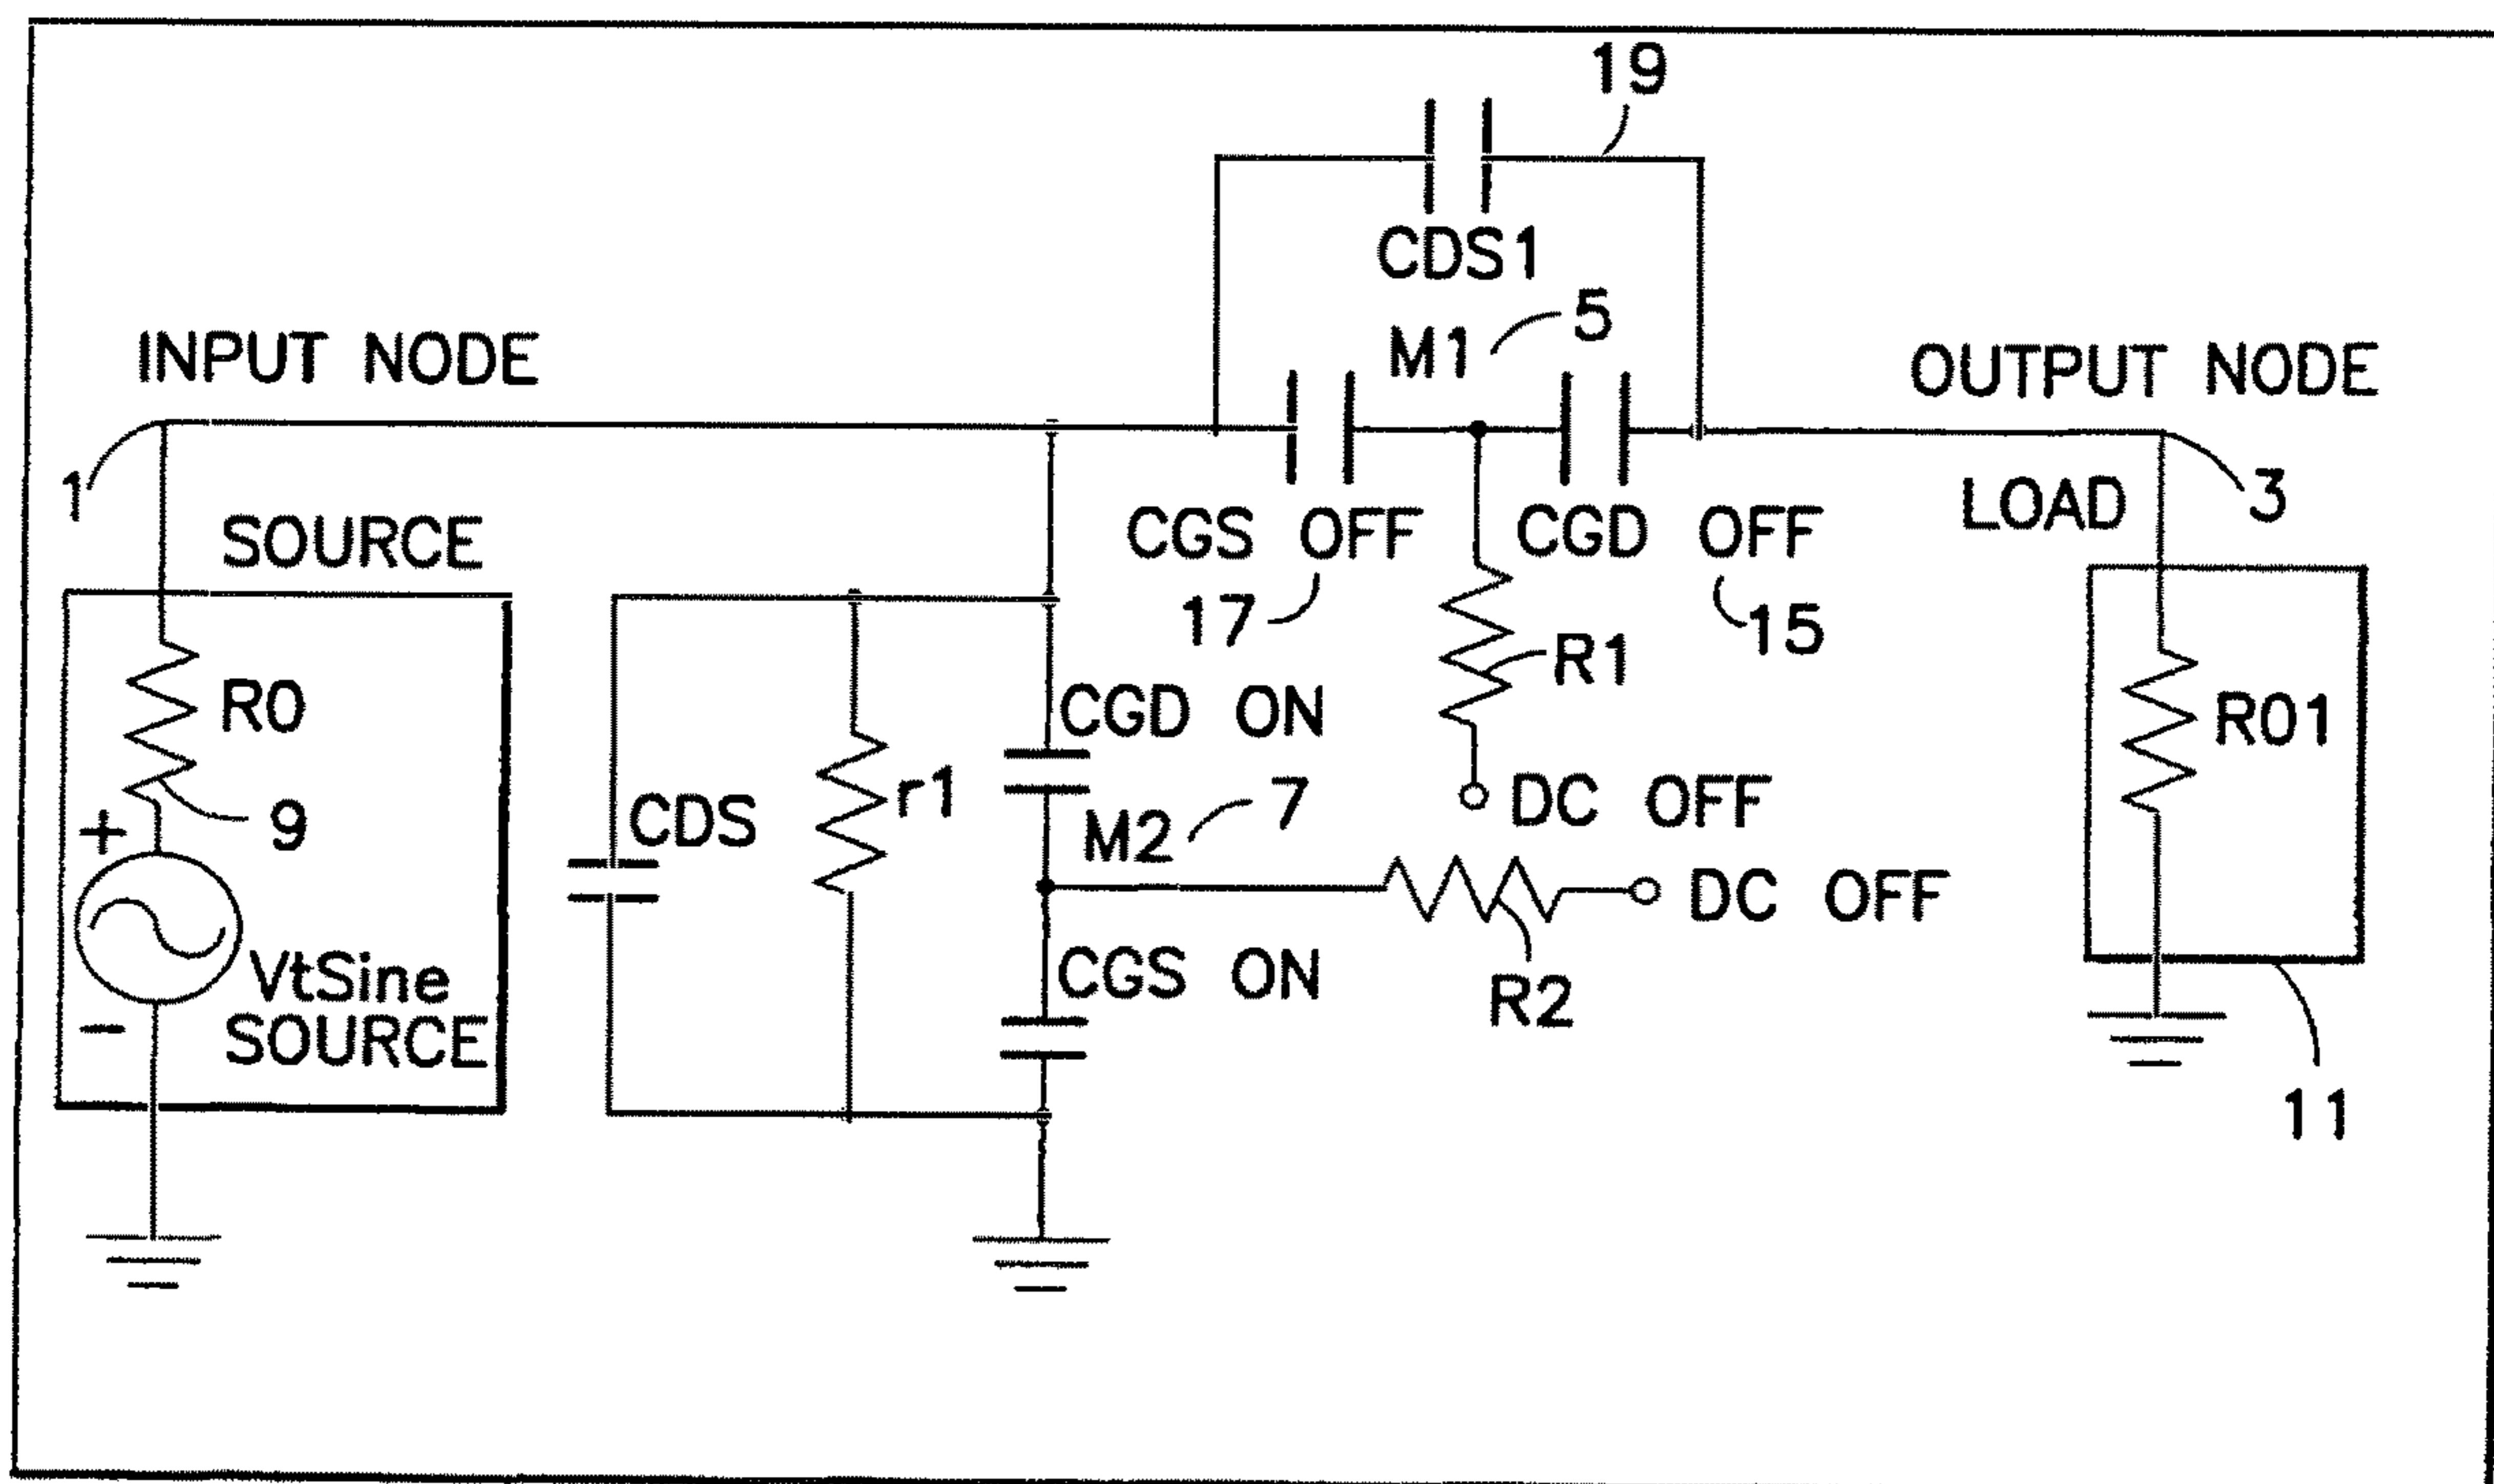 19
CDS1
M1
5
INPUT NODE
OUTPUT NODE
1
SOURCE
CGS OFF
CGD OFF
LOAD
3
17
15
R1
R0
CGD ON
R01
9
+
CDS
r1
M2
7
DC OFF
DC OFF
VtSine
SOURCE
−
CGS ON
R2
11